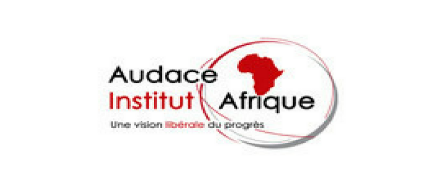 Audace
Institut Afrique
Une vision libérale du progrès